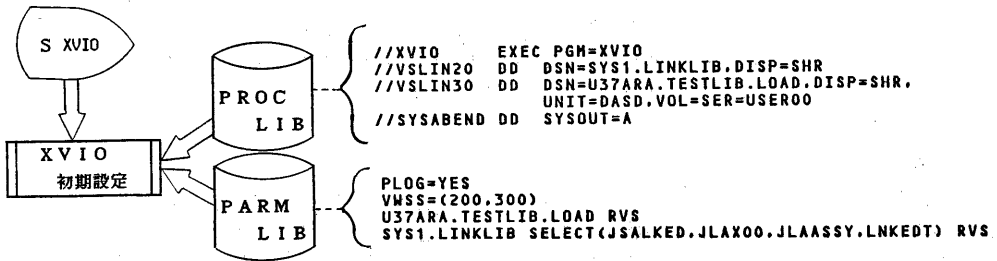 S XVIO
XVIO
初期設定
PROC
LIB
//XVIO EXEC PGM=XVIO
//VSLIN20 DD DSN=SYS1.LINKLIB,DISP=SHR
//VSLIN30 DD DSN=U37ARA.TESTLIB.LOAD,DISP=SHR,
UNIT=DASD,VOL=SER=USER00
//SYSABEND DD SYSOUT=A
PARM
LIB
PLOG=YES
VWSS=(200,300)
U37ARA.TESTLIB.LOAD RVS
SYS1.LINKLIB SELECT(JSALKED,JLAX00,JLAASSY,LNKEDT) RVS